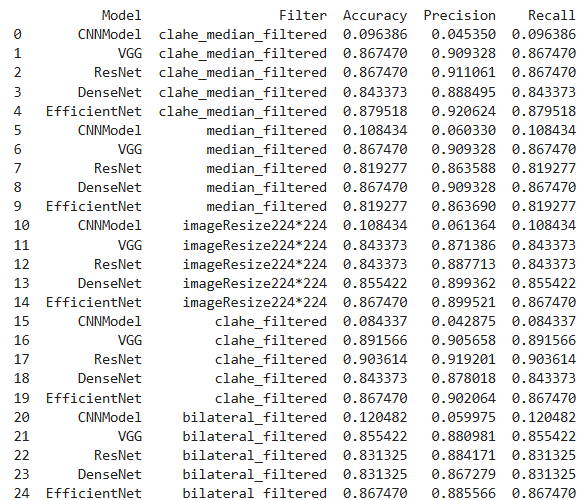 Model Filter Accuracy Precision Recall
0 CNNModel clahe_median_filtered 0.096386 0.045350 0.096386
1 VGG clahe_median_filtered 0.867470 0.909328 0.867470
2 ResNet clahe_median_filtered 0.867470 0.911061 0.867470
3 DenseNet clahe_median_filtered 0.843373 0.888495 0.843373
4 EfficientNet clahe_median_filtered 0.879518 0.920624 0.879518
5 CNNModel median_filtered 0.108434 0.060330 0.108434
6 VGG median_filtered 0.867470 0.909328 0.867470
7 ResNet median_filtered 0.819277 0.863588 0.819277
8 DenseNet median_filtered 0.867470 0.909328 0.867470
9 EfficientNet median_filtered 0.819277 0.863690 0.819277
10 CNNModel imageResize224*224 0.108434 0.061364 0.108434
11 VGG imageResize224*224 0.843373 0.871386 0.843373
12 ResNet imageResize224*224 0.843373 0.887713 0.843373
13 DenseNet imageResize224*224 0.855422 0.899362 0.855422
14 EfficientNet imageResize224*224 0.867470 0.899521 0.867470
15 CNNModel clahe_filtered 0.084337 0.042875 0.084337
16 VGG clahe_filtered 0.891566 0.905658 0.891566
17 ResNet clahe_filtered 0.903614 0.919201 0.903614
18 DenseNet clahe_filtered 0.843373 0.878018 0.843373
19 EfficientNet clahe_filtered 0.867470 0.902064 0.867470
20 CNNModel bilateral_filtered 0.120482 0.059975 0.120482
21 VGG bilateral_filtered 0.855422 0.880981 0.855422
22 ResNet bilateral_filtered 0.831325 0.884171 0.831325
23 DenseNet bilateral_filtered 0.831325 0.867279 0.831325
24 EfficientNet bilateral_filtered 0.867470 0.885566 0.867470